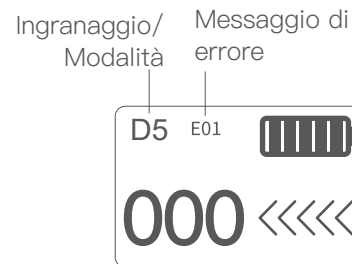 Ingranaggio/
Modalità
Messaggio di
errore
D5 E01
000 <<<<<